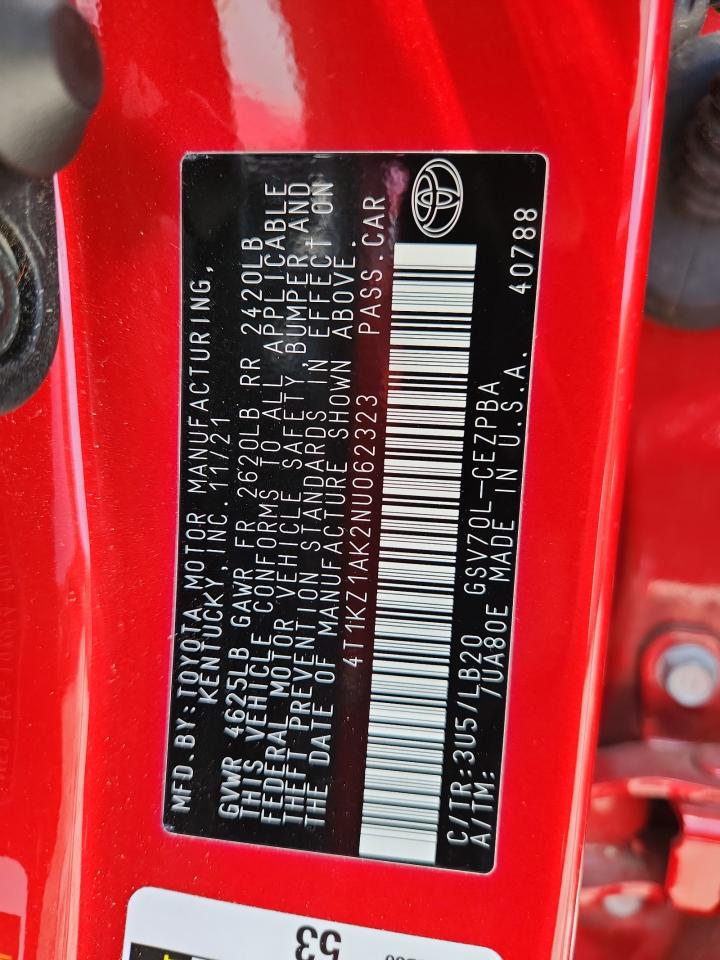 MFD.BY:TOYOTA MOTOR MANUFACTURING,
KENTUCKY, INC. 11/21
GVWR 4625LB GAWR FR 2620LB RR 2420LB
THIS VEHICLE CONFORMS TO ALL APPLICABLE
FEDERAL MOTOR VEHICLE SAFETY,BUMPER,AND
THEFT PREVENTION STANDARDS IN EFFECT ON
THE DATE OF MANUFACTURE SHOWN ABOVE.
4T1KZ1AK2NU062323 PASS.CAR
C/TR:3U5/LB20 GSV70L-CEZPBA
A/TM: /UA80E MADE IN U.S.A. 40788
53